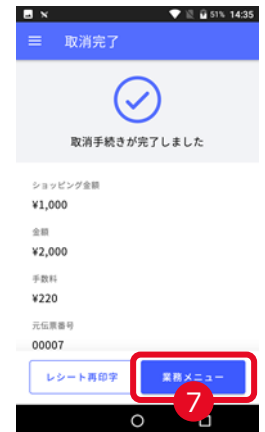 51% 14:35
取消完了
取消手続きが完了しました
ショッピング金額
¥1,000
金額
¥2,000
手数料
¥220
元伝票番号
00007
レシート再印字 業務メニュー
7